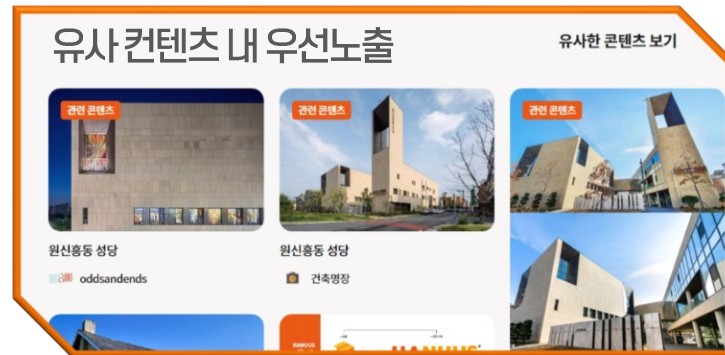 유사 컨텐츠 내 우선노출
유사한 콘텐츠 보기
관련 콘텐츠
관련 콘텐츠
관련 콘텐츠
원신흥동 성당
원신흥동 성당
oddsandends
건축명장
HANUUS
HANUUS